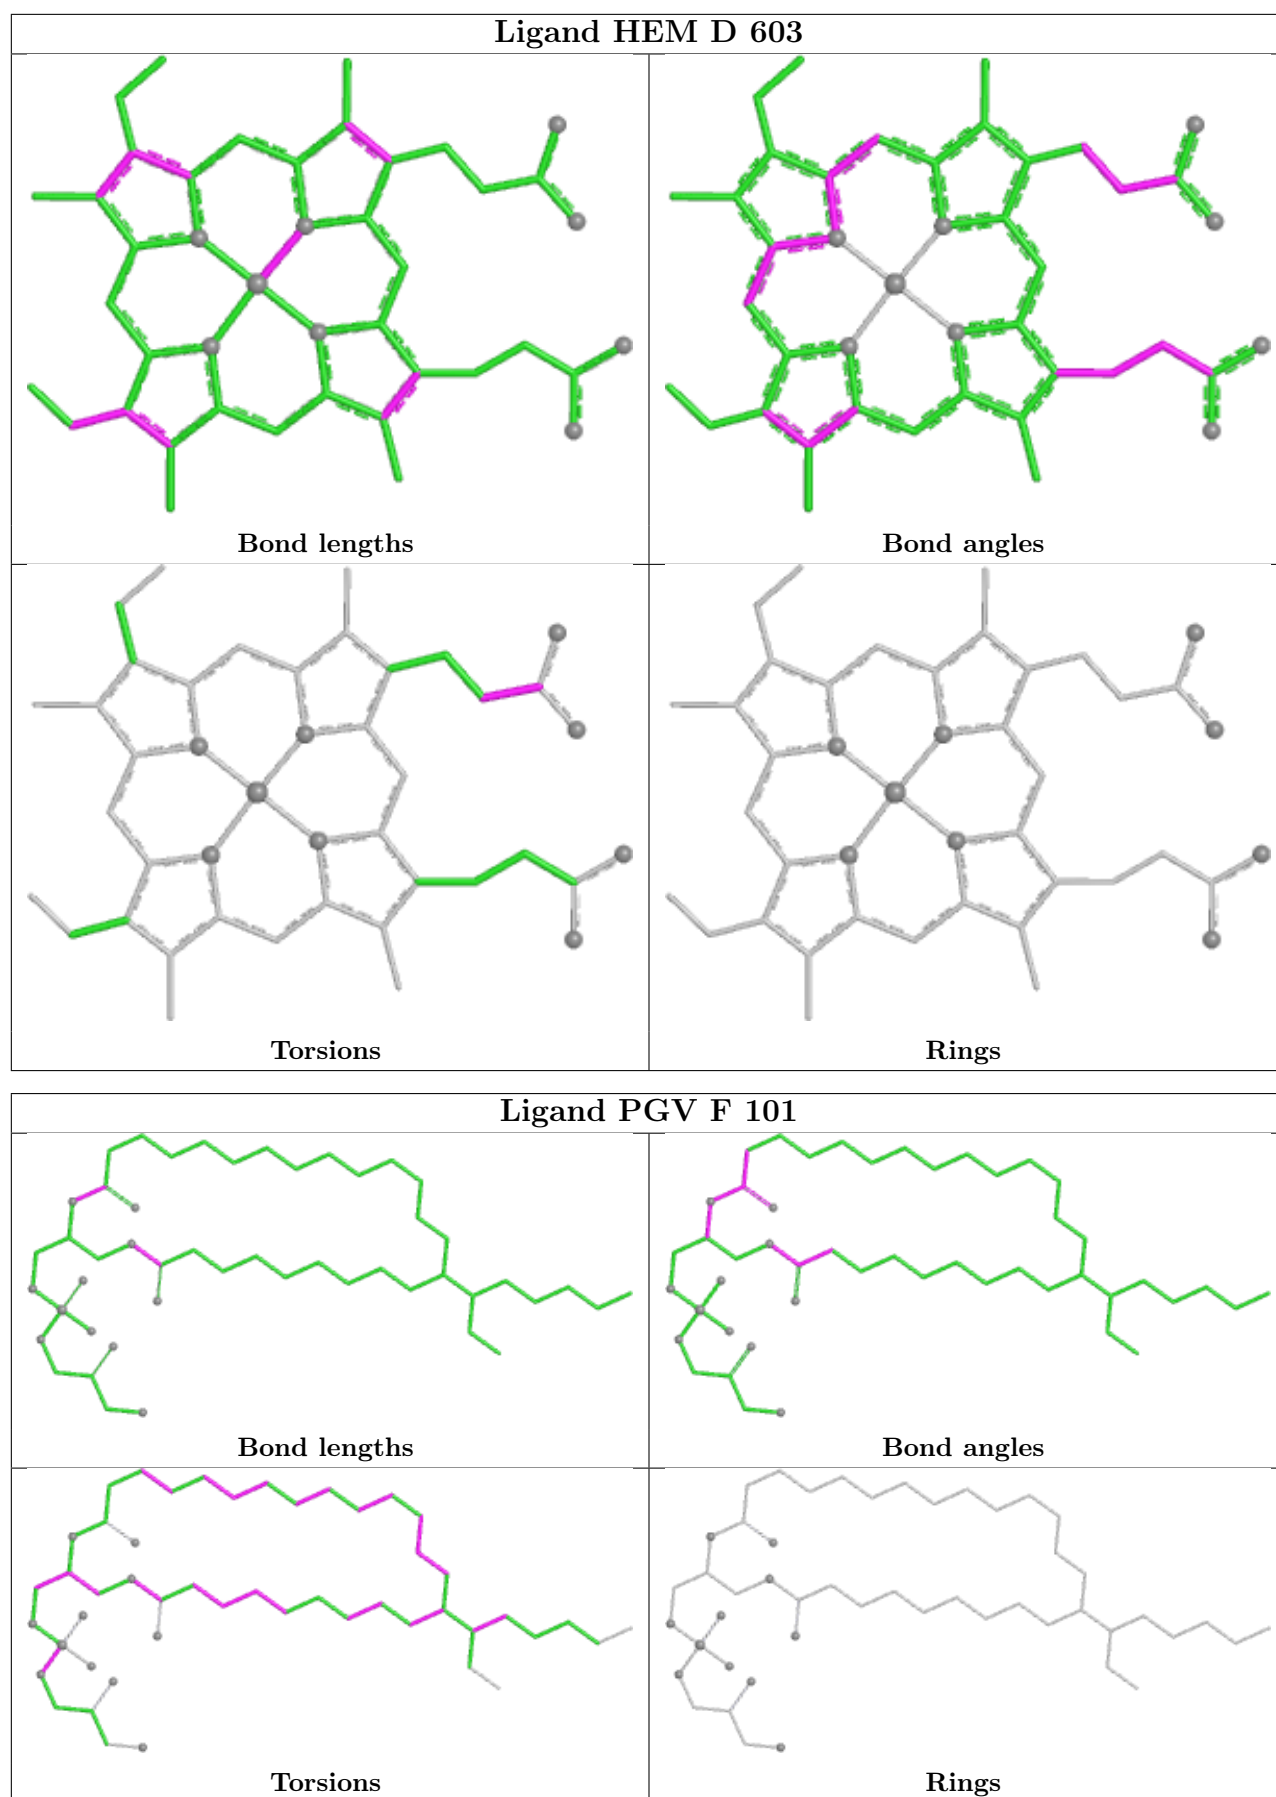 Ligand HEM D 603
Bond lengths
Bond angles
Torsions
Rings
Ligand PGV F 101
Bond lengths
Bond angles
Torsions
Rings